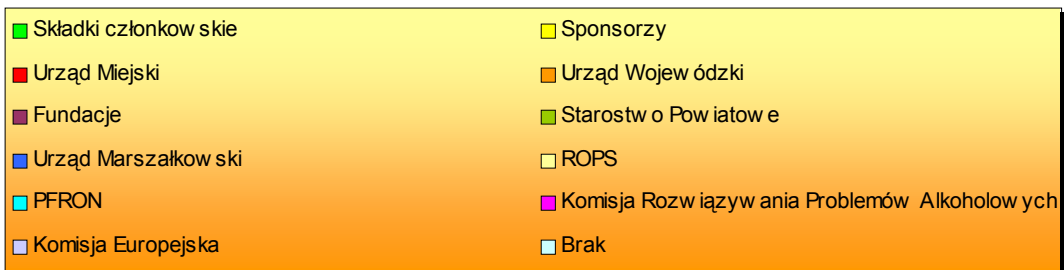 Składki członkowskie
Sponsorzy
Urząd Miejski
Urząd Wojewódzki
Fundacje
Starostwo Powiatowe
Urząd Marszałkowski
ROPS
PFRON
Komisja Rozwiązywania Problemów Alkoholowych
Komisja Europejska
Brak